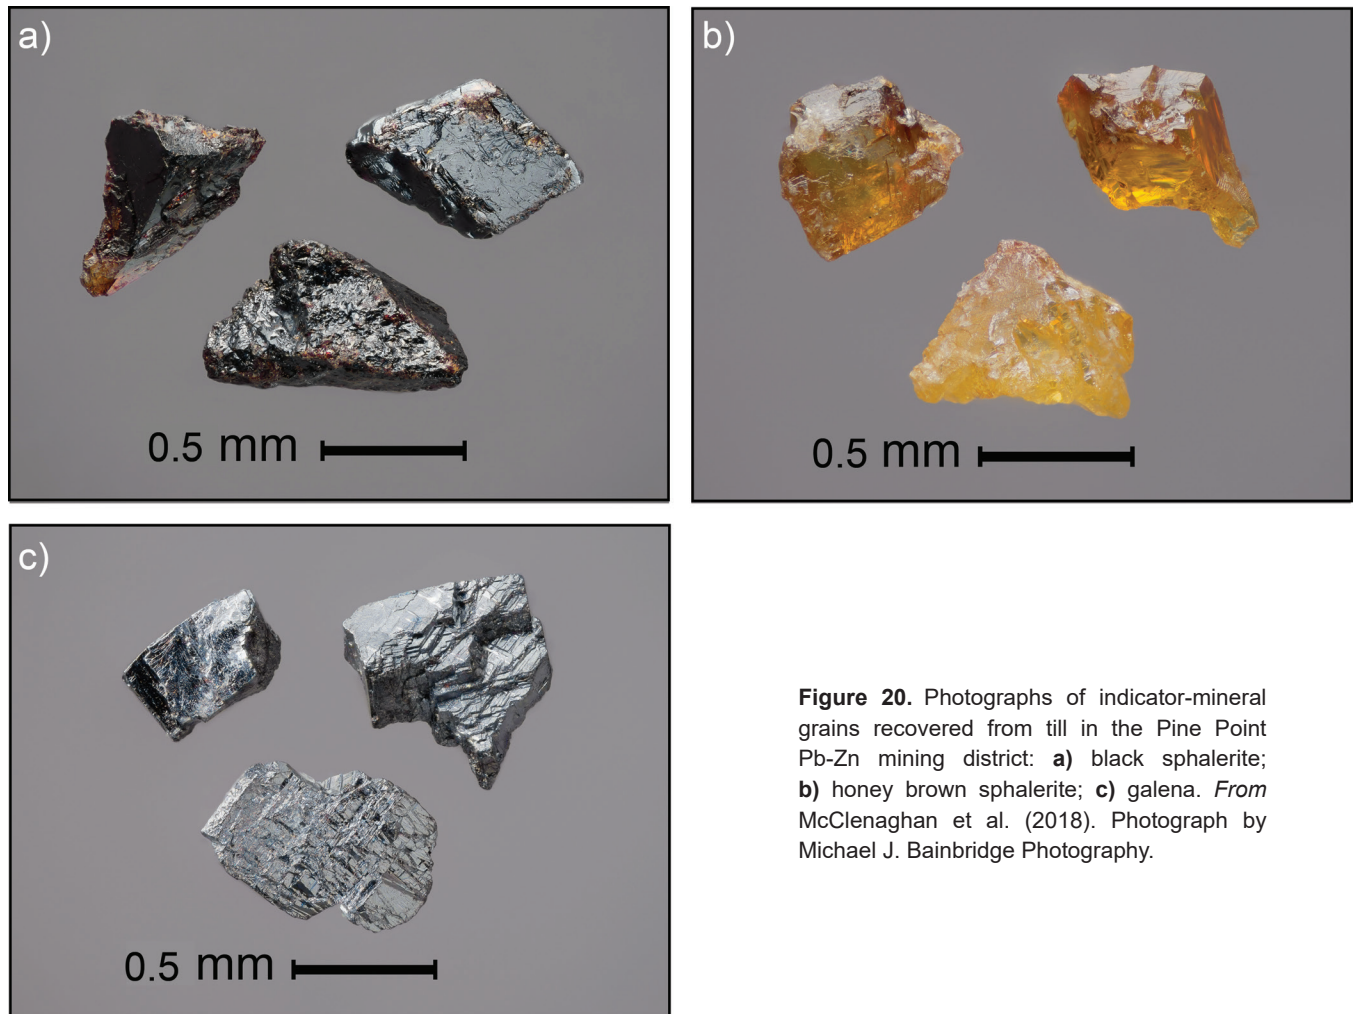 a)
0.5 mm
b)
0.5 mm
c)
0.5 mm
Figure 20. Photographs of indicator-mineral
grains recovered from till in the Pine Point
Pb-Zn mining district: a) black sphalerite;
b) honey brown sphalerite; c) galena. From
McClenaghan et al. (2018). Photograph by
Michael J. Bainbridge Photography.